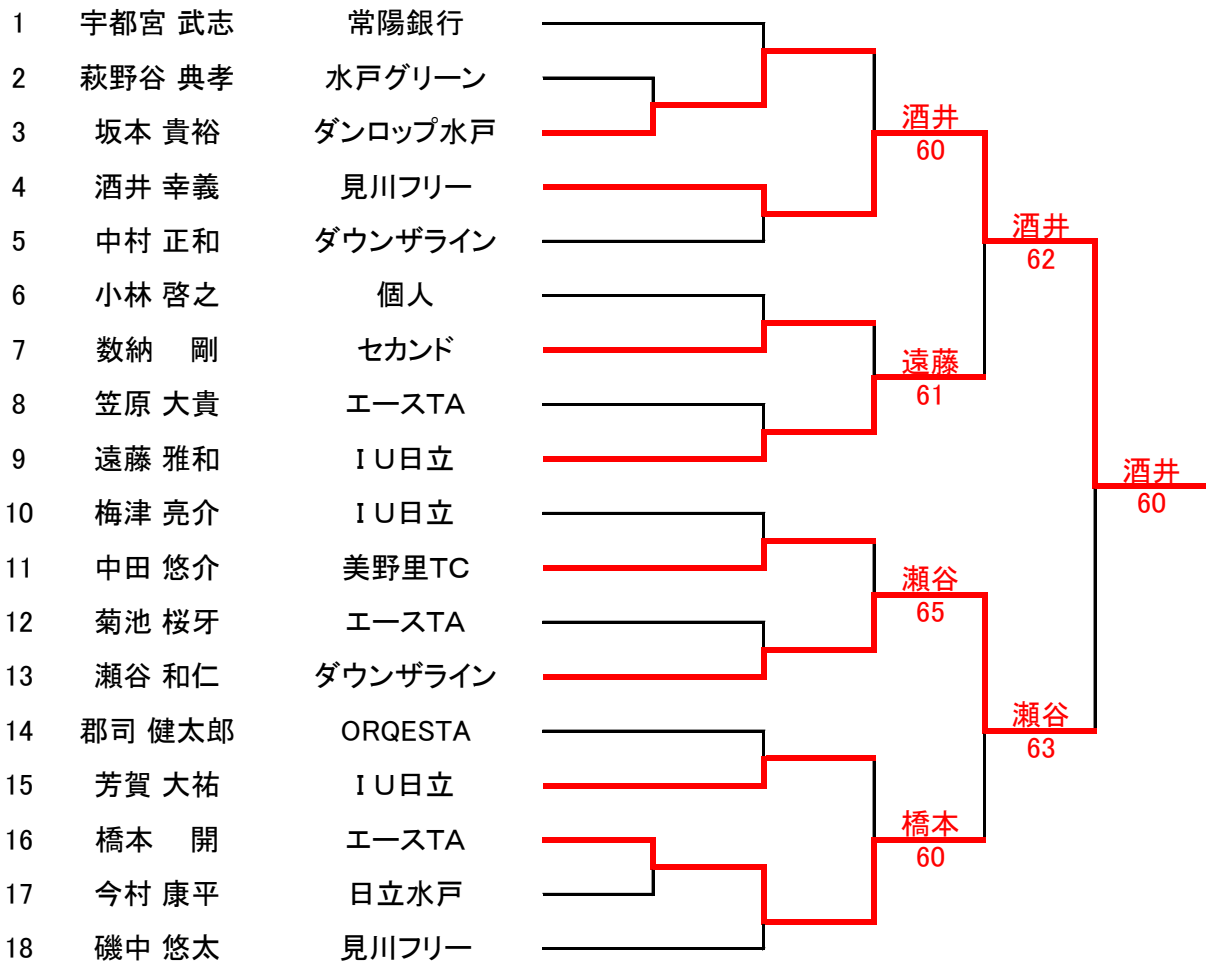 1 宇都宮 武志 常陽銀行
2 萩野谷 典孝 水戸グリーン
3 坂本 貴裕 ダンロップ水戸
酒井
60
4 酒井 幸義 見川フリー
5 中村 正和 ダウンザライン
酒井
62
6 小林 啓之 個人
7 数納 剛 セカンド
遠藤
61
8 笠原 大貴 エースTA
9 遠藤 雅和 ＩＵ日立
酒井
60
10 梅津 亮介 ＩＵ日立
11 中田 悠介 美野里TC
瀬谷
65
12 菊池 桜牙 エースTA
13 瀬谷 和仁 ダウンザライン
瀬谷
63
14 郡司 健太郎 ORQESTA
15 芳賀 大祐 ＩＵ日立
橋本
60
16 橋本 開 エースTA
17 今村 康平 日立水戸
18 磯中 悠太 見川フリー